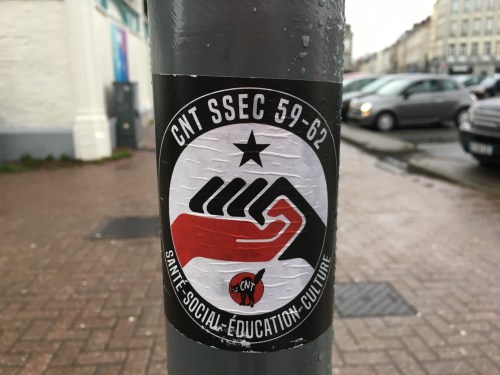 CNT SSEC 59-62
CNT
SANTÉ-SOCIAL-ÉDUCATION-CULTURE